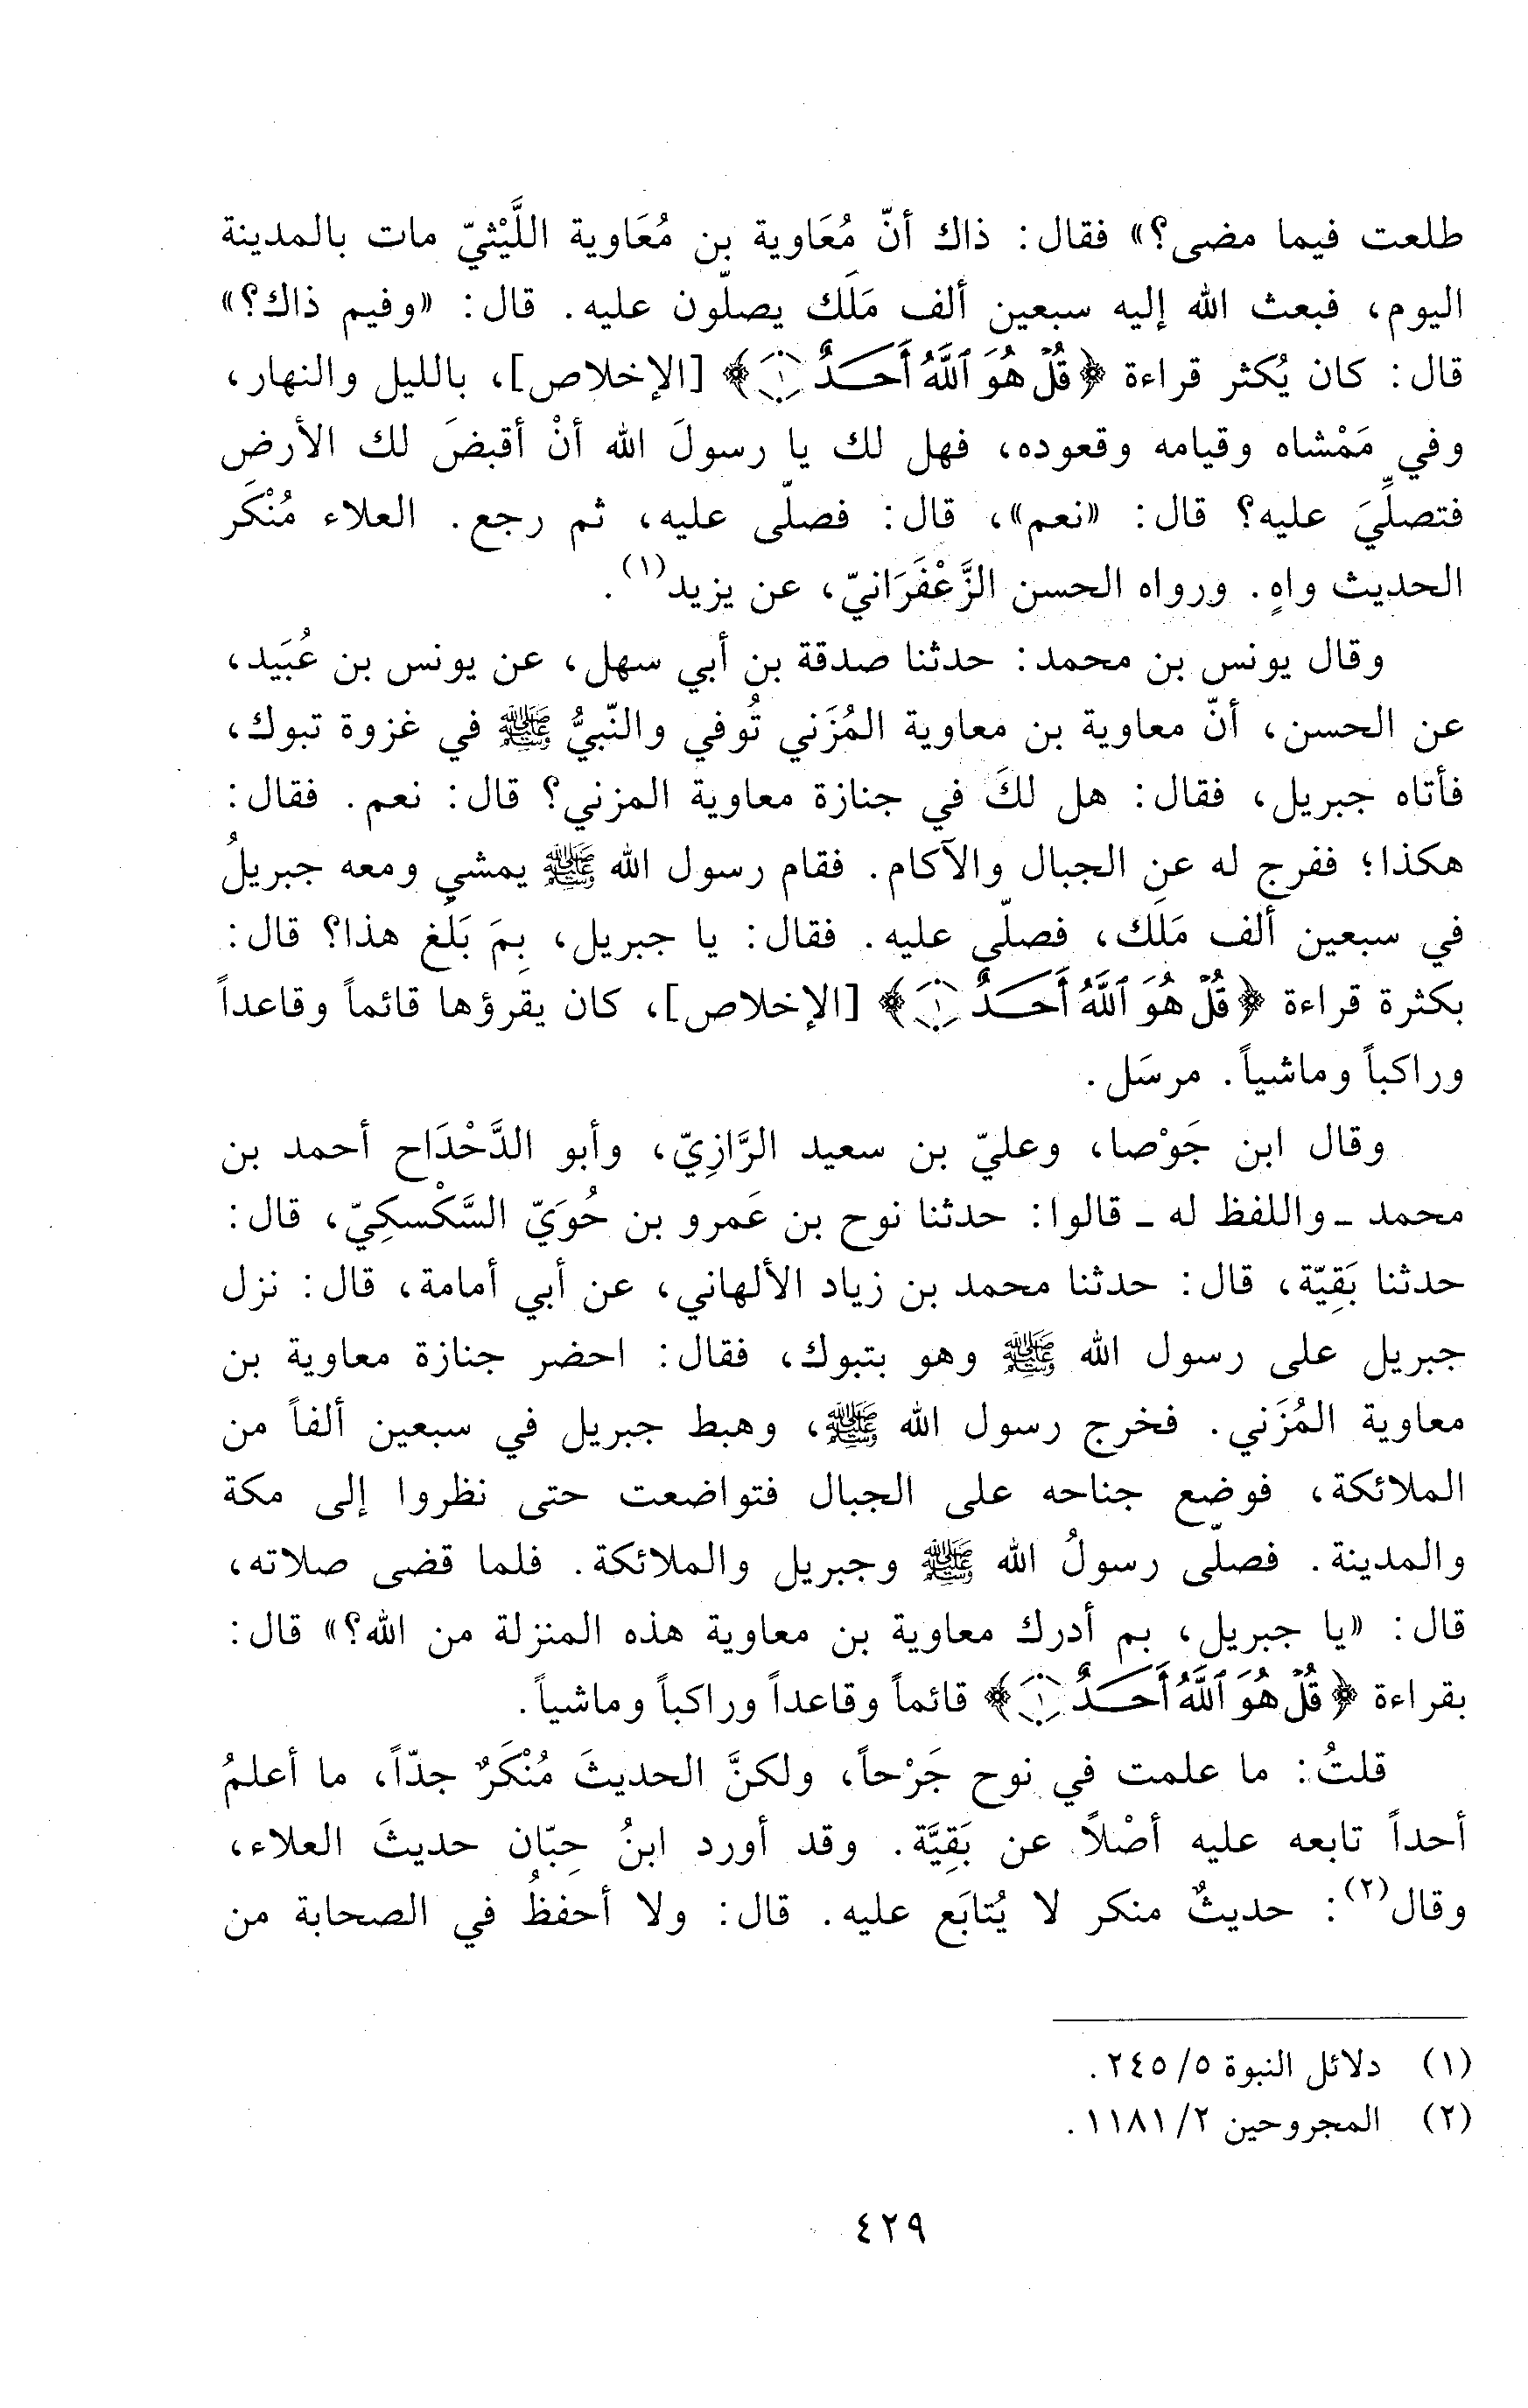 طلعت فيما مضى؟» فقال: ذاك أنّ مُعَاوية بن مُعَاوية اللَّيْثيّ مات بالمدينة
اليوم، فبعث الله إليه سبعين ألف مَلَك يصلّون عليه. قال: «وفيم ذاك؟»
قال: كان يُكثر قراءة ﴿قُلْ هُوَ ٱللَّهُ أَحَـدٌ ۝١﴾ [الإخلاص]، بالليل والنهار،
وفي مَمْشاه وقيامه وقعوده، فهل لك يا رسولَ الله أنْ أقبضَ لك الأرضَ
فتصلِّيَ عليه؟ قال: «نعم»، قال: فصلّى عليه، ثم رجع. العلاء مُنْكَر
الحديث واهٍ. ورواه الحسن الزَّعْفَرَانيّ، عن يزيد(١).
وقال يونس بن محمد: حدثنا صدقة بن أبي سهل، عن يونس بن عُبَيد،
عن الحسن، أنّ معاوية بن معاوية المُزَني تُوفي والنّبيُّ ﷺ في غزوة تبوك،
فأتاه جبريل، فقال: هل لكَ في جنازة معاوية المزني؟ قال: نعم. فقال:
هكذا؛ ففرج له عن الجبال والآكام. فقام رسول الله ﷺ يمشي ومعه جبريلُ
في سبعين ألف مَلَك، فصلّى عليه. فقال: يا جبريل، بِمَ بَلَغ هذا؟ قال:
بكثرة قراءة ﴿قُلْ هُوَ ٱللَّهُ أَحَـدٌ ۝١﴾ [الإخلاص]، كان يقرؤها قائماً وقاعداً
وراكباً وماشياً. مرسَل.
وقال ابن جَوْصا، وعليّ بن سعيد الرَّازِيّ، وأبو الدَّحْدَاح أحمد بن
محمد ـ واللفظ له ـ قالوا: حدثنا نوح بن عَمرو بن حُوَيّ السَّكْسكِيّ، قال:
حدثنا بَقِيّة، قال: حدثنا محمد بن زياد الألهاني، عن أبي أمامة، قال: نزل
جبريل على رسول الله ﷺ وهو بتبوك، فقال: احضر جنازة معاوية بن
معاوية المُزَني. فخرج رسول الله ﷺ، وهبط جبريل في سبعين ألفاً من
الملائكة، فوضع جناحه على الجبال فتواضعت حتى نظروا إلى مكة
والمدينة. فصلّى رسولُ الله ﷺ وجبريل والملائكة. فلما قضى صلاته،
قال: «يا جبريل، بم أدرك معاوية بن معاوية هذه المنزلة من الله؟» قال:
بقراءة ﴿قُلْ هُوَ ٱللَّهُ أَحَـدٌ ۝١﴾ قائماً وقاعداً وراكباً وماشياً.
قلتُ: ما علمت في نوح جَرْحاً، ولكنَّ الحديثَ مُنْكَرٌ جدّاً، ما أعلمُ
أحداً تابعه عليه أصْلاً عن بَقِيَّة. وقد أورد ابنُ حِبّان حديثَ العلاء،
وقال(٢): حديثٌ منكر لا يُتابَع عليه. قال: ولا أحفظُ في الصحابة من
(١) دلائل النبوة ٥/ ٢٤٥.
(٢) المجروحين ٢/ ١١٨١.
٤٢٩